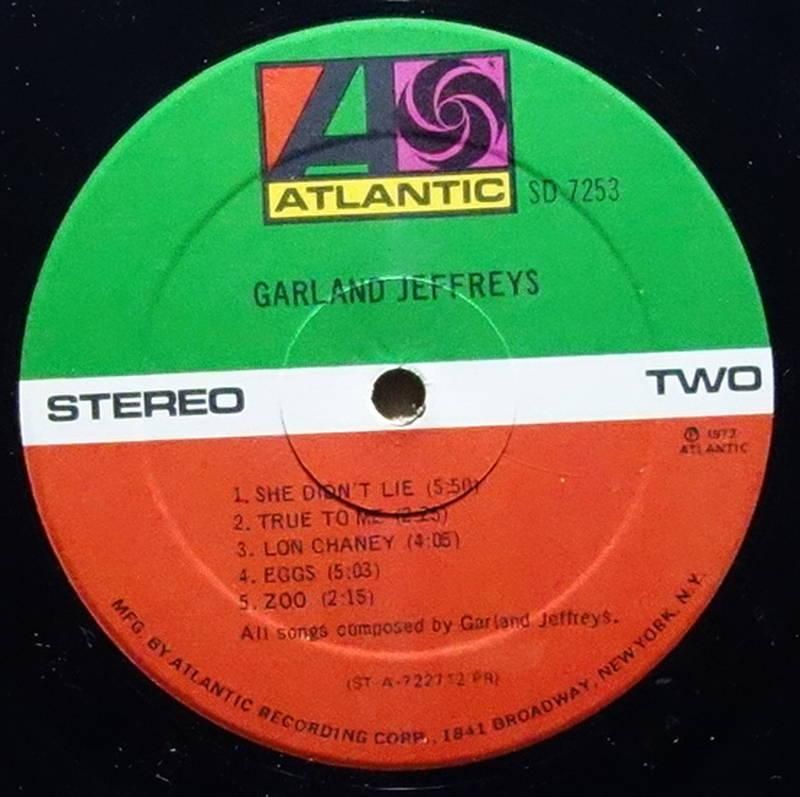 ATLANTIC
SD 7253
GARLAND JEFFREYS
STEREO
TWO
Ⓟ 1973
ATLANTIC
1. SHE DIDN'T LIE (5:50)
2. TRUE TO ME (2:25)
3. LON CHANEY (4:05)
4. EGGS (5:03)
5. ZOO (2:15)
All songs composed by Garland Jeffreys.
MFG. BY ATLANTIC RECORDING CORP., 1841 BROADWAY, NEW YORK, N.Y.